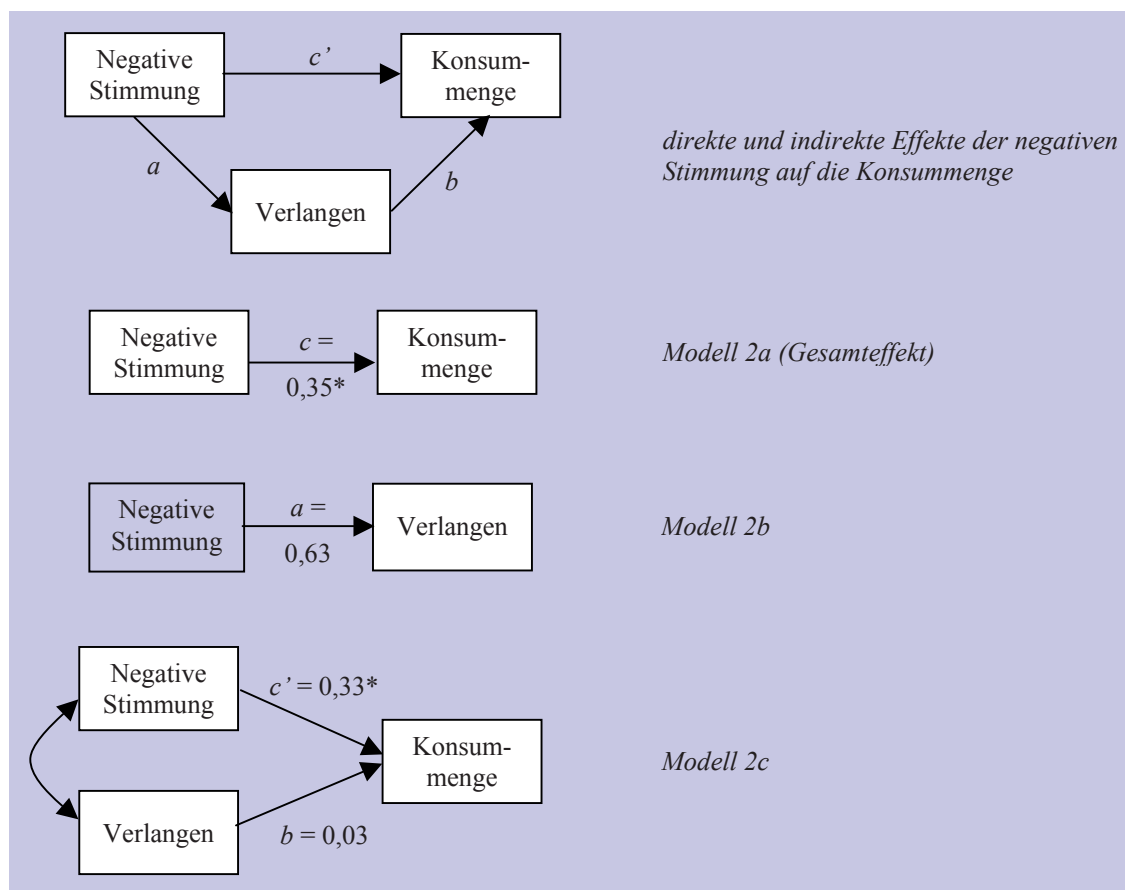 Negative
Stimmung
c’
Konsum-
menge
a
b
Verlangen
direkte und indirekte Effekte der negativen
Stimmung auf die Konsummenge
Negative
Stimmung
c =
0,35*
Konsum-
menge
Modell 2a (Gesamteffekt)
Negative
Stimmung
a =
0,63
Verlangen
Modell 2b
Negative
Stimmung
c’ = 0,33*
Konsum-
menge
Modell 2c
Verlangen
b = 0,03